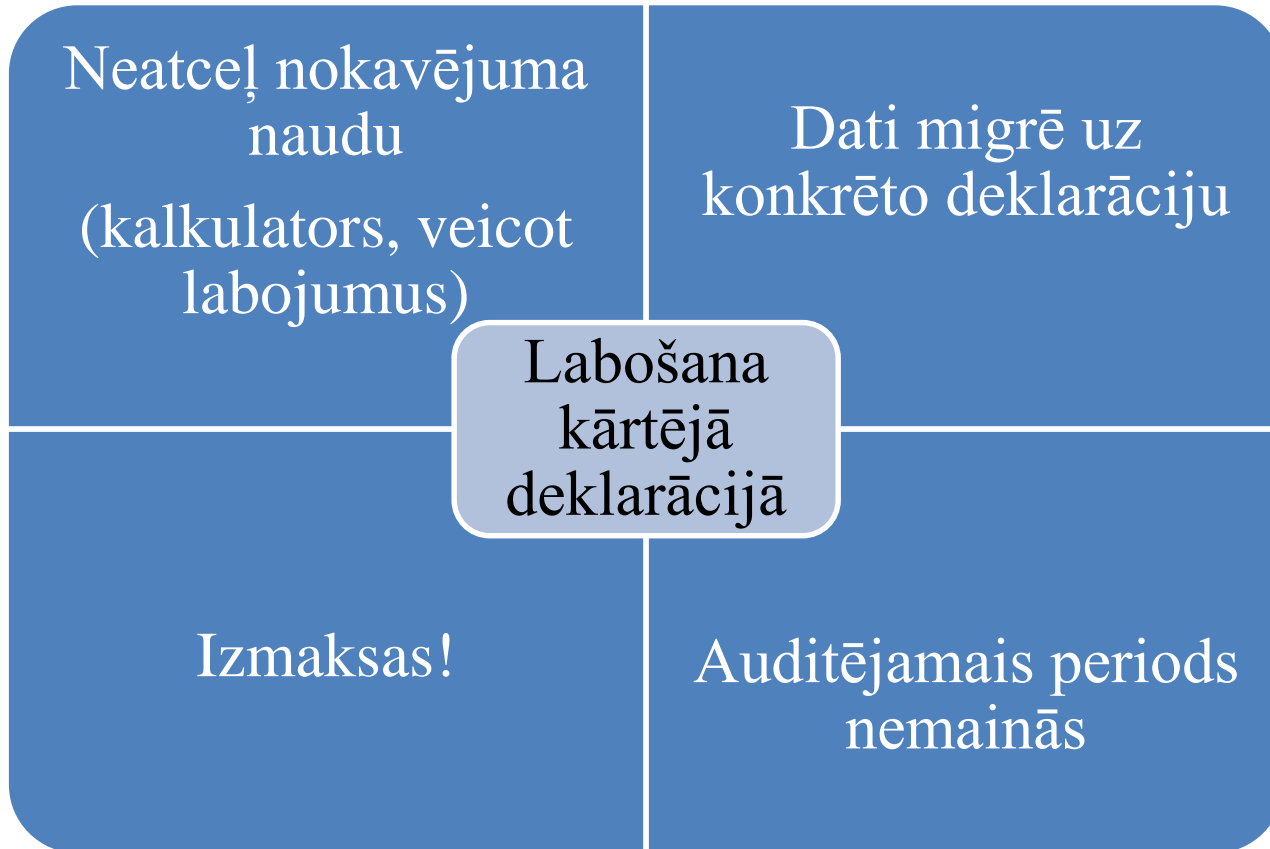 Neatceļ nokavējuma
naudu
(kalkulators, veicot
labojumus)
Dati migrē uz
konkrēto deklarāciju
Labošana
kārtējā
deklarācijā
Izmaksas!
Auditējamais periods
nemainās